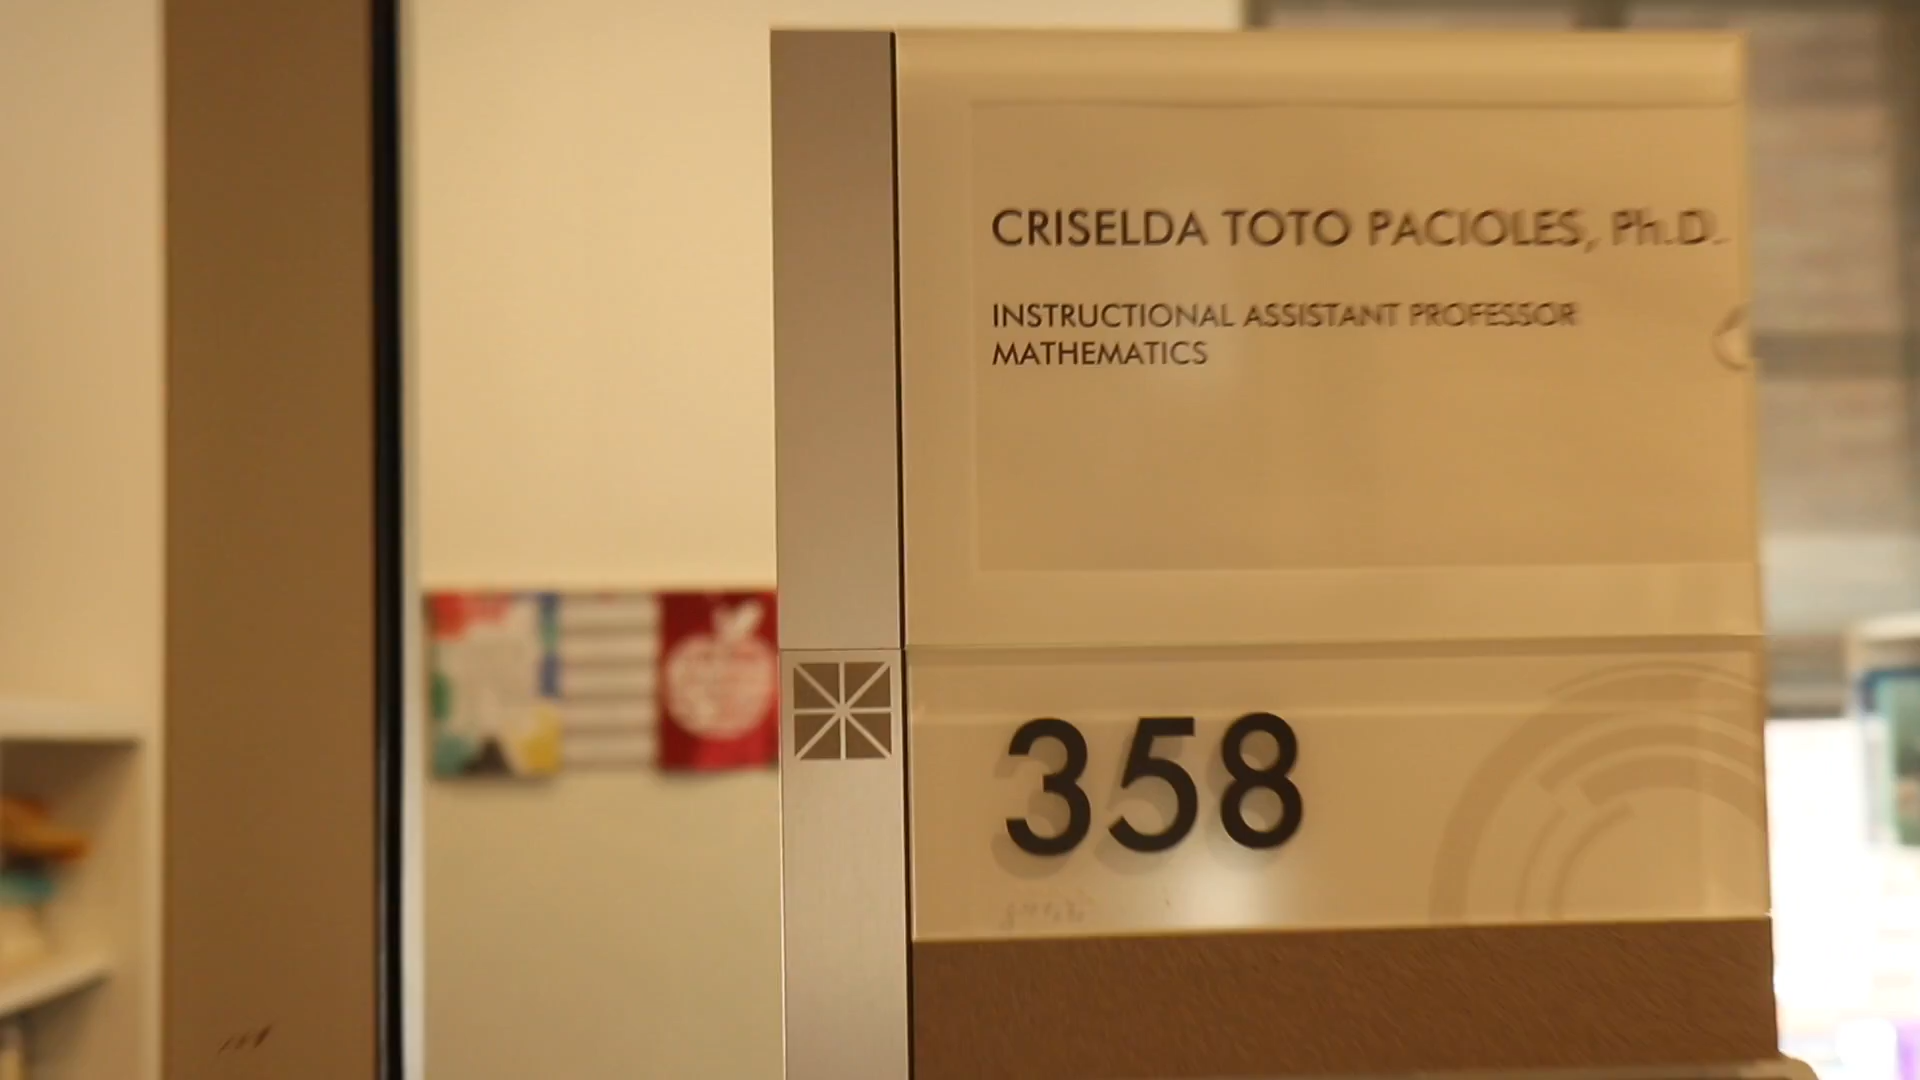 CRISELDA TOTO PACIOLES, Ph.D.
INSTRUCTIONAL ASSISTANT PROFESSOR
MATHEMATICS
358